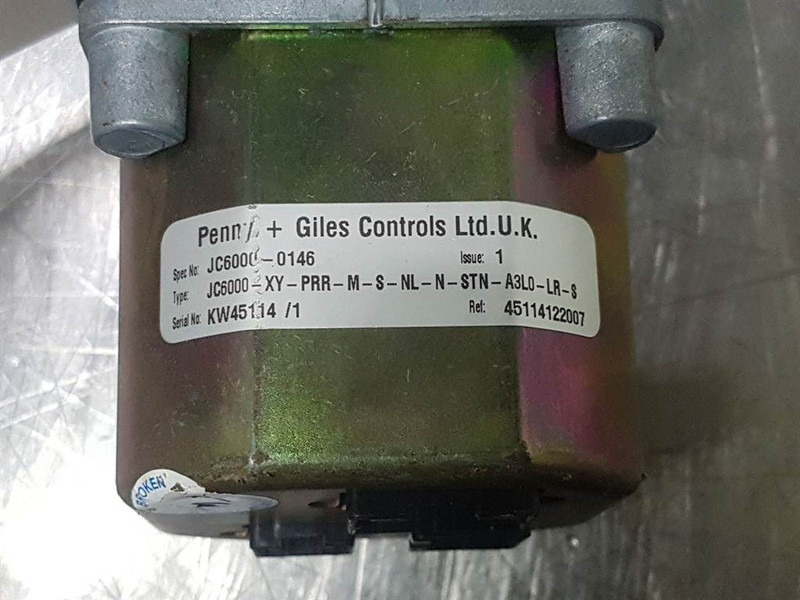 Penny + Giles Controls Ltd.U.K.
Spec No: JC6000-0146 Issue: 1
Type: JC6000-XY-PRR-M-S-NL-N-STN-A3L0-LR-S
Serial No: KW45114 /1 Ref: 45114122007
BROKEN